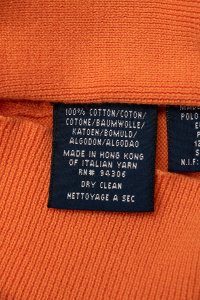 100% COTTON/COTON/
COTONE/BAUMWOLLE/
KATOEN/BOMULD/
ALGODON/ALGODAO
MADE IN HONG KONG
OF ITALIAN YARN
RN# 94306
DRY CLEAN
NETTOYAGE A SEC
POLO
N.I.F: